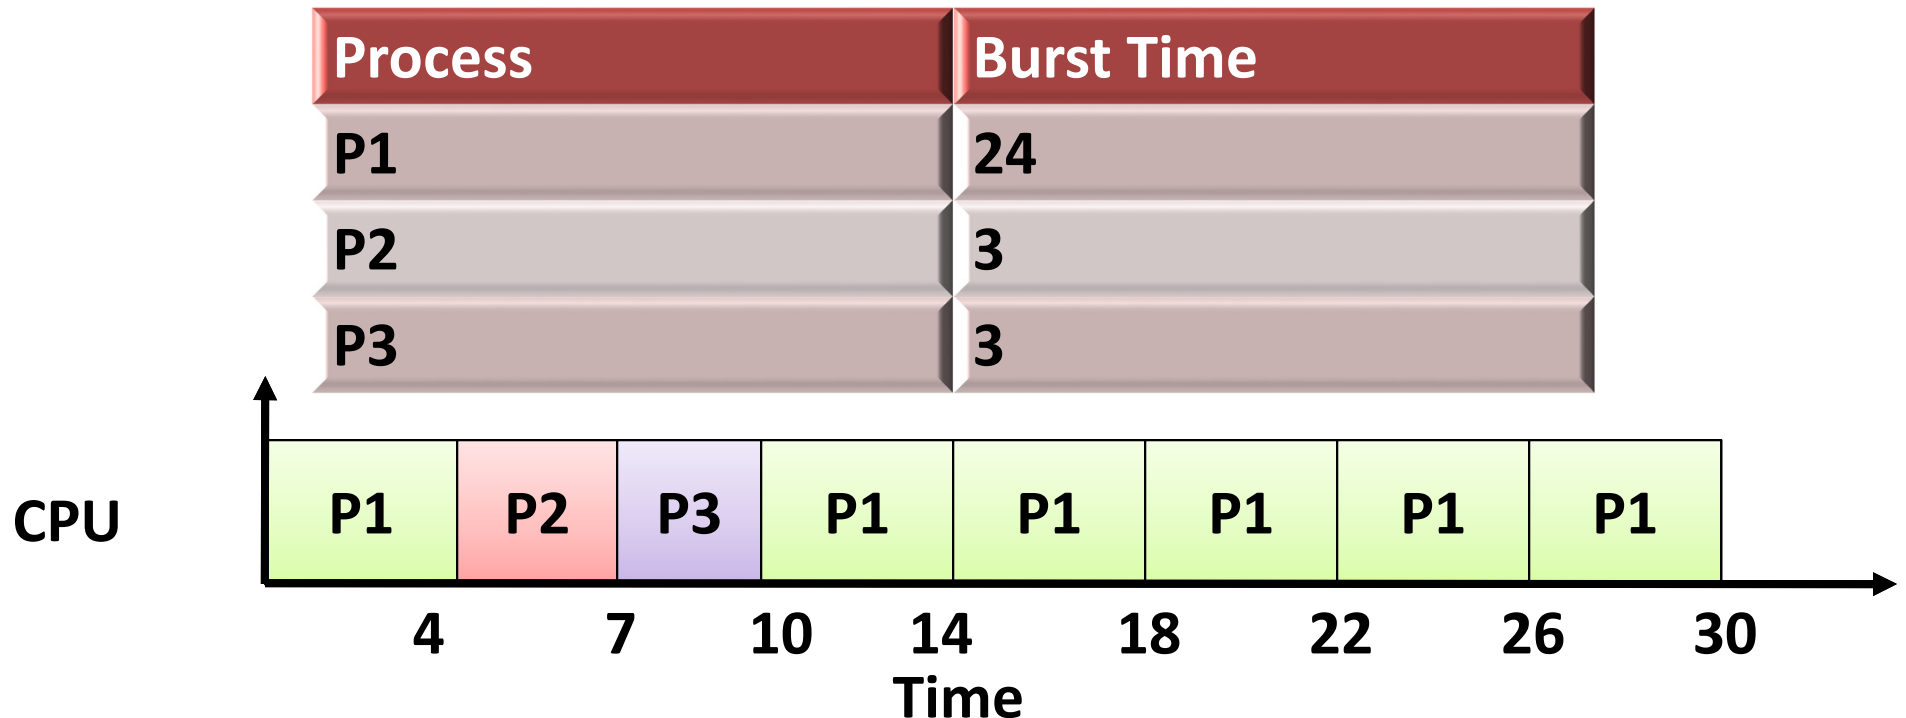 Process Burst Time
P1 24
P2 3
P3 3
CPU P1 P2 P3 P1 P1 P1 P1 P1
4 7 10 14 18 22 26 30
Time